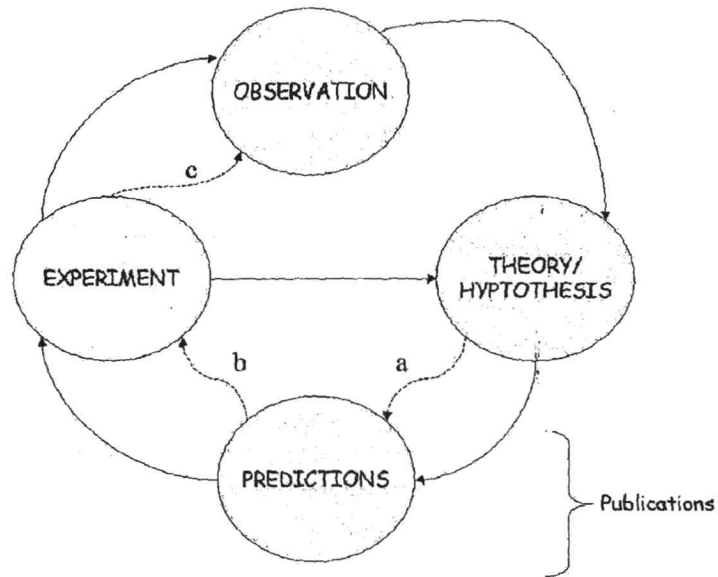 OBSERVATION
c
EXPERIMENT
THEORY/
HYPTOTHESIS
b
a
PREDICTIONS
Publications